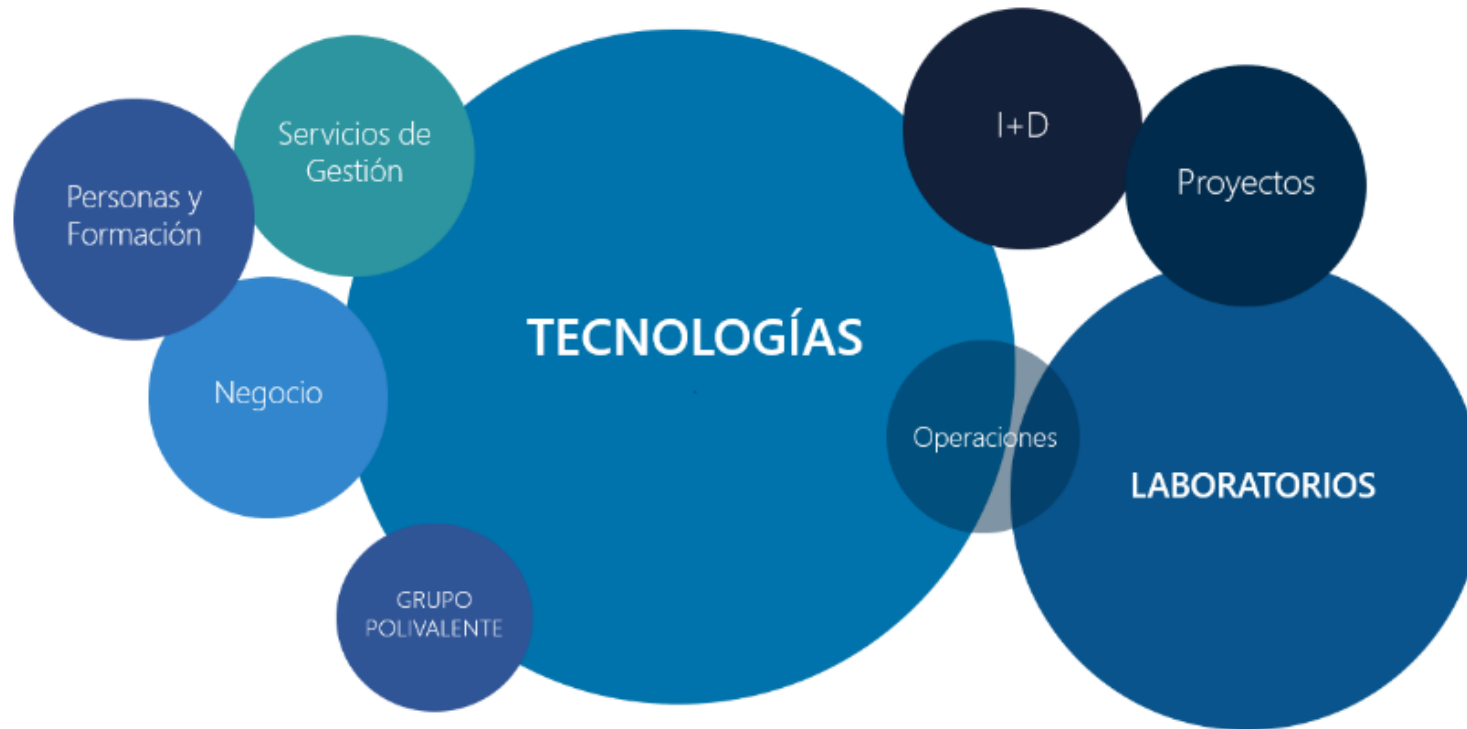 Servicios de
Gestión
Personas y
Formación
Negocio
GRUPO
POLIVALENTE
TECNOLOGÍAS
I+D
Proyectos
Operaciones
LABORATORIOS